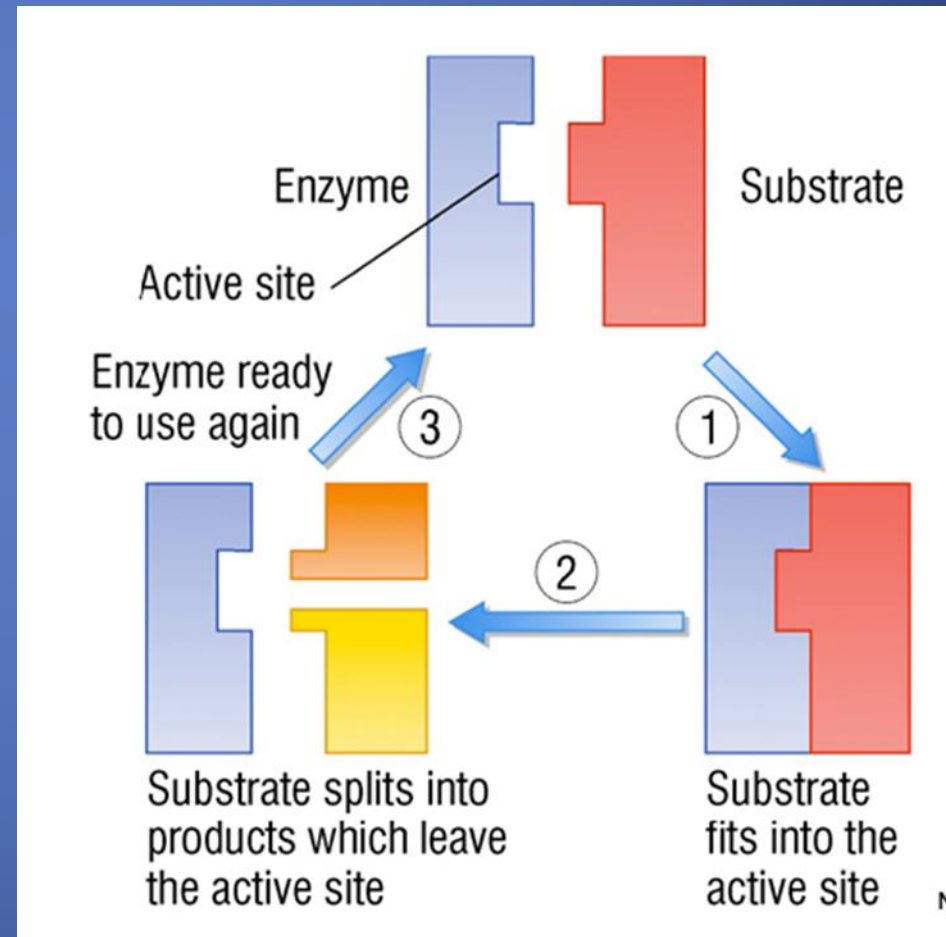 Enzyme
Substrate
Active site
Enzyme ready
to use again
3
1
2
Substrate splits into
products which leave
the active site
Substrate
fits into the
active site
N